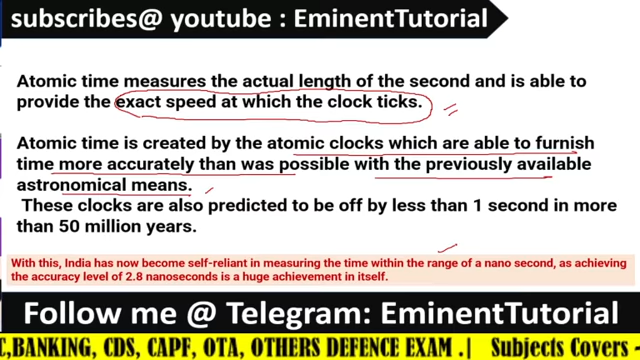 subscribes@ youtube : EminentTutorial
Atomic time measures the actual length of the second and is able to
provide the exact speed at which the clock ticks.
Atomic time is created by the atomic clocks which are able to furnish
time more accurately than was possible with the previously available
astronomical means.
These clocks are also predicted to be off by less than 1 second in more
than 50 million years.
With this, India has now become self-reliant in measuring the time within the range of a nano second, as achieving
the accuracy level of 2.8 nanoseconds is a huge achievement in itself.
Follow me @ Telegram: EminentTutorial
C,BANKING, CDS, CAPF, OTA, OTHERS DEFENCE EXAM .| Subjects Covers -